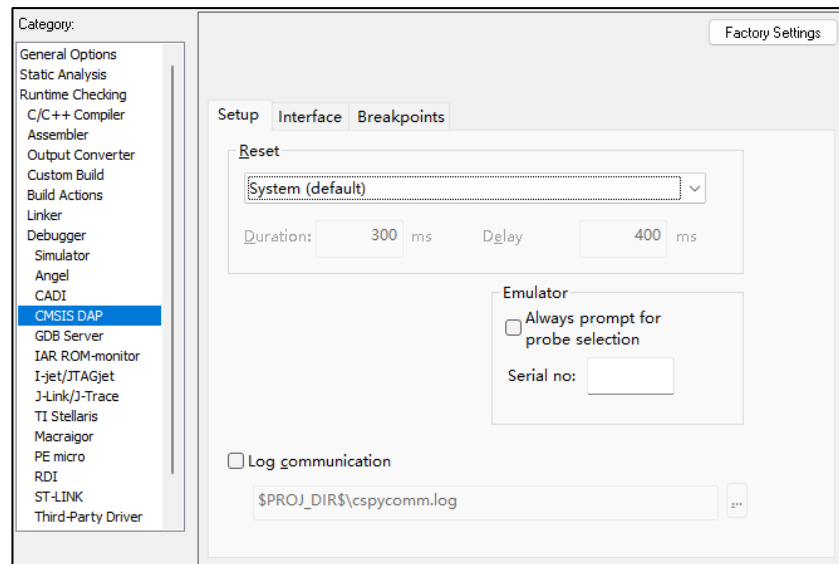 Category:
Factory Settings
General Options
Static Analysis
Runtime Checking
C/C++ Compiler
Assembler
Output Converter
Custom Build
Build Actions
Linker
Debugger
Simulator
Angel
CADI
CMSIS DAP
GDB Server
IAR ROM-monitor
I-jet/JTAGjet
J-Link/J-Trace
TI Stellaris
Macraigor
PE micro
RDI
ST-LINK
Third-Party Driver
Setup Interface Breakpoints
Reset
System (default)
Duration: 300 ms Delay 400 ms
Emulator
Always prompt for
probe selection
Serial no:
Log communication
$PROJ_DIR$\cspycomm.log
...